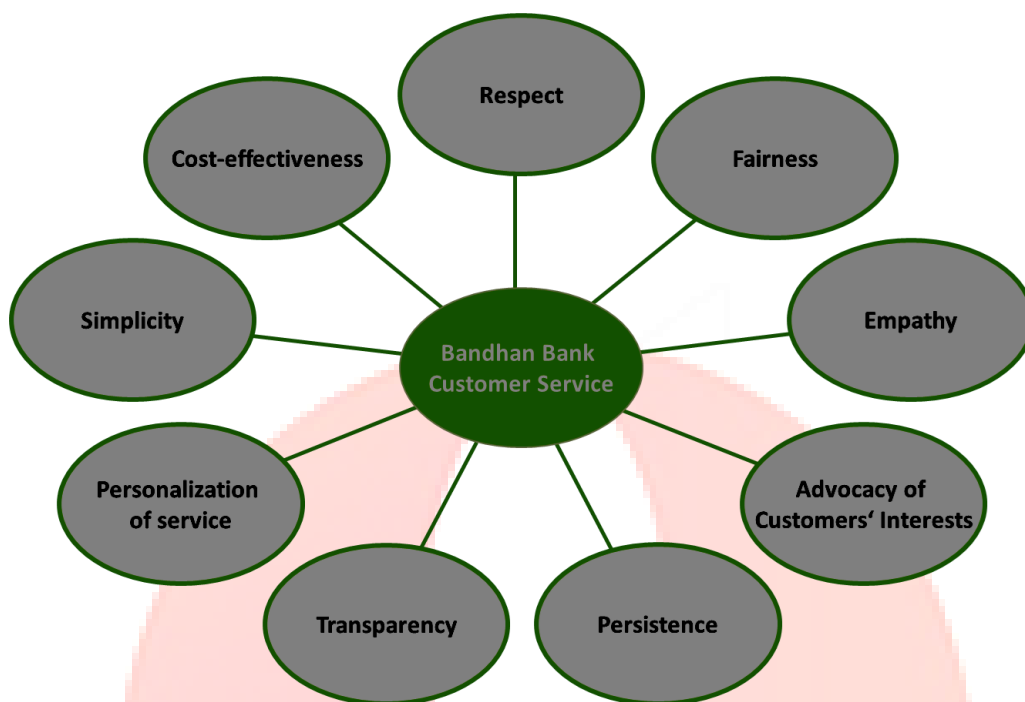 Respect
Cost-effectiveness
Fairness
Simplicity
Empathy
Bandhan Bank
Customer Service
Personalization
of service
Advocacy of
Customers‘ Interests
Transparency
Persistence